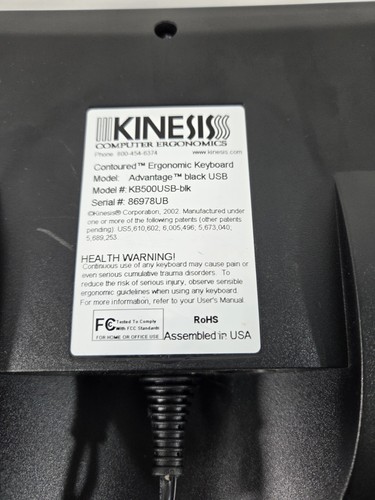 KINESIS
COMPUTER ERGONOMICS
Phone 800-454-6374 www.kinesis.com
Contoured™ Ergonomic Keyboard
Model: Advantage™ black USB
Model #: KB500USB-blk
Serial #: 86978UB
©Kinesis® Corporation, 2002. Manufactured under
one or more of the following patents (other patents
pending): US5,610,602; 6,005,496; 5,673,040;
5,689,253.
HEALTH WARNING!
Continuous use of any keyboard may cause pain or
even serious cumulative trauma disorders. To
reduce the risk of serious injury, observe sensible
ergonomic guidelines when using any keyboard.
For more information, refer to your User's Manual.
FC Tested To Comply
With FCC Standards
FOR HOME OR OFFICE USE
RoHS
Assembled in USA